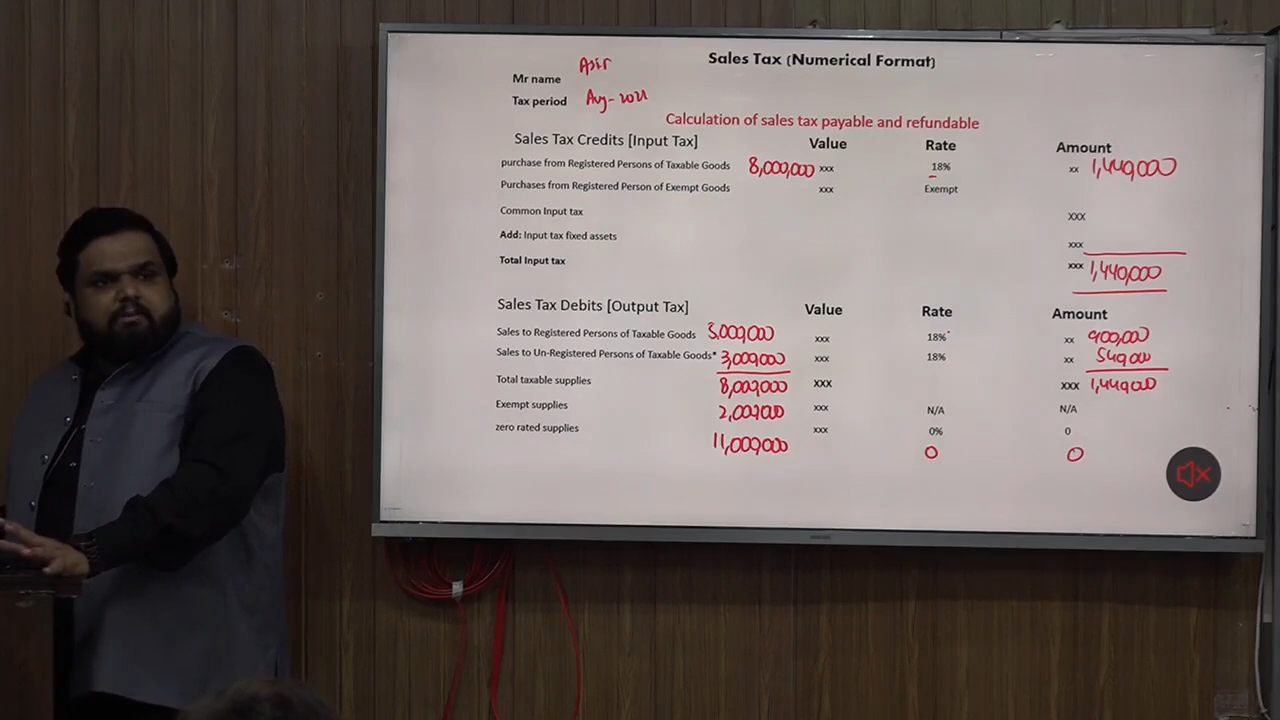 Sales Tax (Numerical Format)
Mr name Asif
Tax period Aug-2021
Calculation of sales tax payable and refundable
Sales Tax Credits [Input Tax] Value Rate Amount
purchase from Registered Persons of Taxable Goods 8,000,000 xxx 18% xx 1,440,000
Purchases from Registered Person of Exempt Goods xxx Exempt
Common Input tax xxx
Add: Input tax fixed assets xxx
Total Input tax xxx 1,440,000
Sales Tax Debits [Output Tax] Value Rate Amount
Sales to Registered Persons of Taxable Goods 5,000,000 xxx 18% xx 900,000
Sales to Un-Registered Persons of Taxable Goods* 3,000,000 xxx 18% xx 540,000
Total taxable supplies 8,000,000 xxx xxx 1,440,000
Exempt supplies 2,000,000 xxx N/A N/A
zero rated supplies xxx 0% 0
11,000,000 0 0